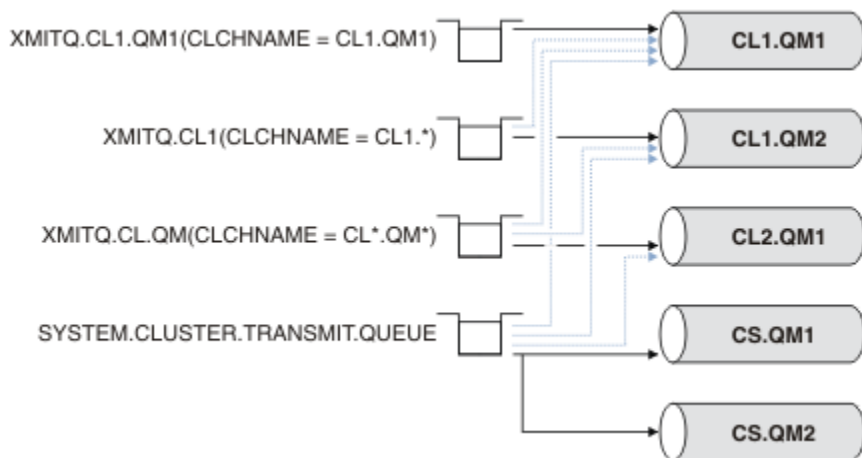 XMITQ.CL1.QM1(CLCHNAME = CL1.QM1)
CL1.QM1
XMITQ.CL1(CLCHNAME = CL1.*)
CL1.QM2
XMITQ.CL.QM(CLCHNAME = CL*.QM*)
CL2.QM1
SYSTEM.CLUSTER.TRANSMIT.QUEUE
CS.QM1
CS.QM2